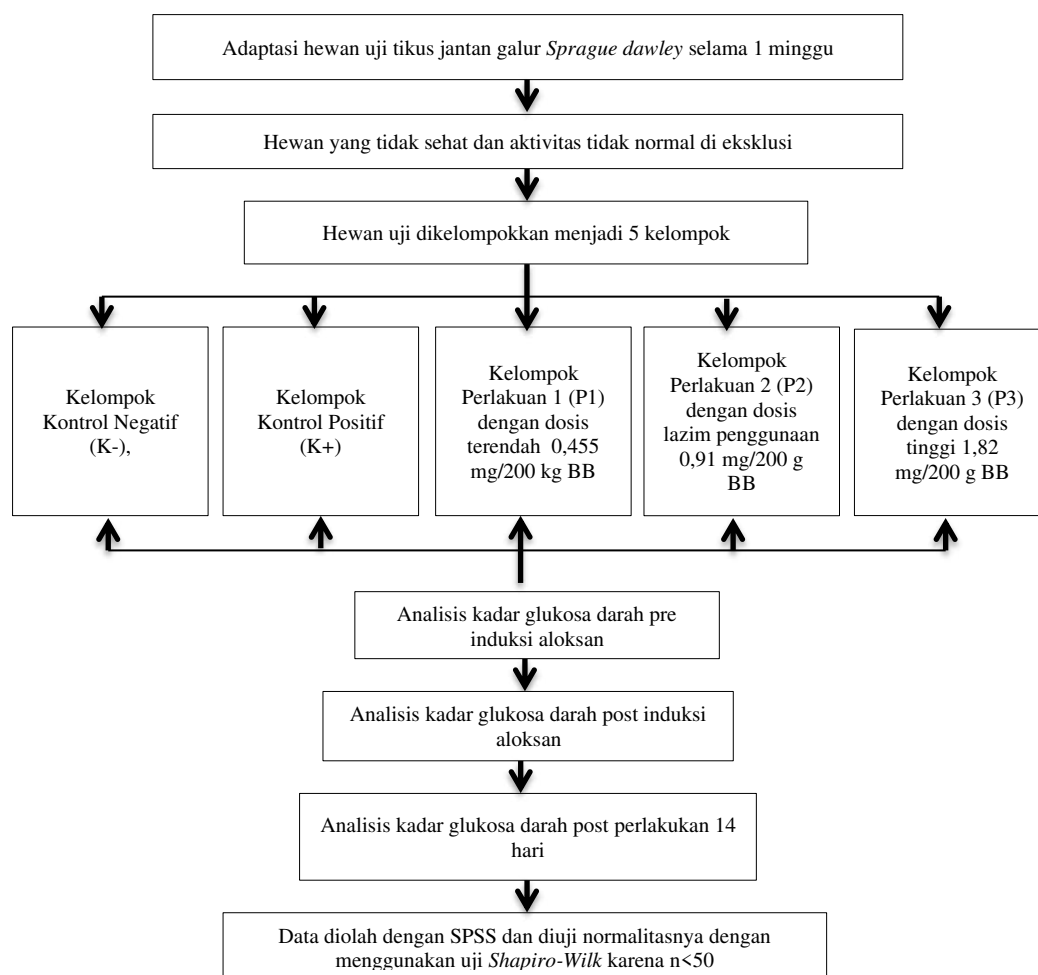 Adaptasi hewan uji tikus jantan galur Sprague dawley selama 1 minggu
Hewan yang tidak sehat dan aktivitas tidak normal di eksklusi
Hewan uji dikelompokkan menjadi 5 kelompok
Kelompok
Kontrol Negatif
(K-),
Kelompok
Kontrol Positif
(K+)
Kelompok
Perlakuan 1 (P1)
dengan dosis
terendah 0,455
mg/200 kg BB
Kelompok
Perlakuan 2 (P2)
dengan dosis
lazim penggunaan
0,91 mg/200 g
BB
Kelompok
Perlakuan 3 (P3)
dengan dosis
tinggi 1,82
mg/200 g BB
Analisis kadar glukosa darah pre
induksi aloksan
Analisis kadar glukosa darah post induksi
aloksan
Analisis kadar glukosa darah post perlakukan 14
hari
Data diolah dengan SPSS dan diuji normalitasnya dengan
menggunakan uji Shapiro-Wilk karena n<50